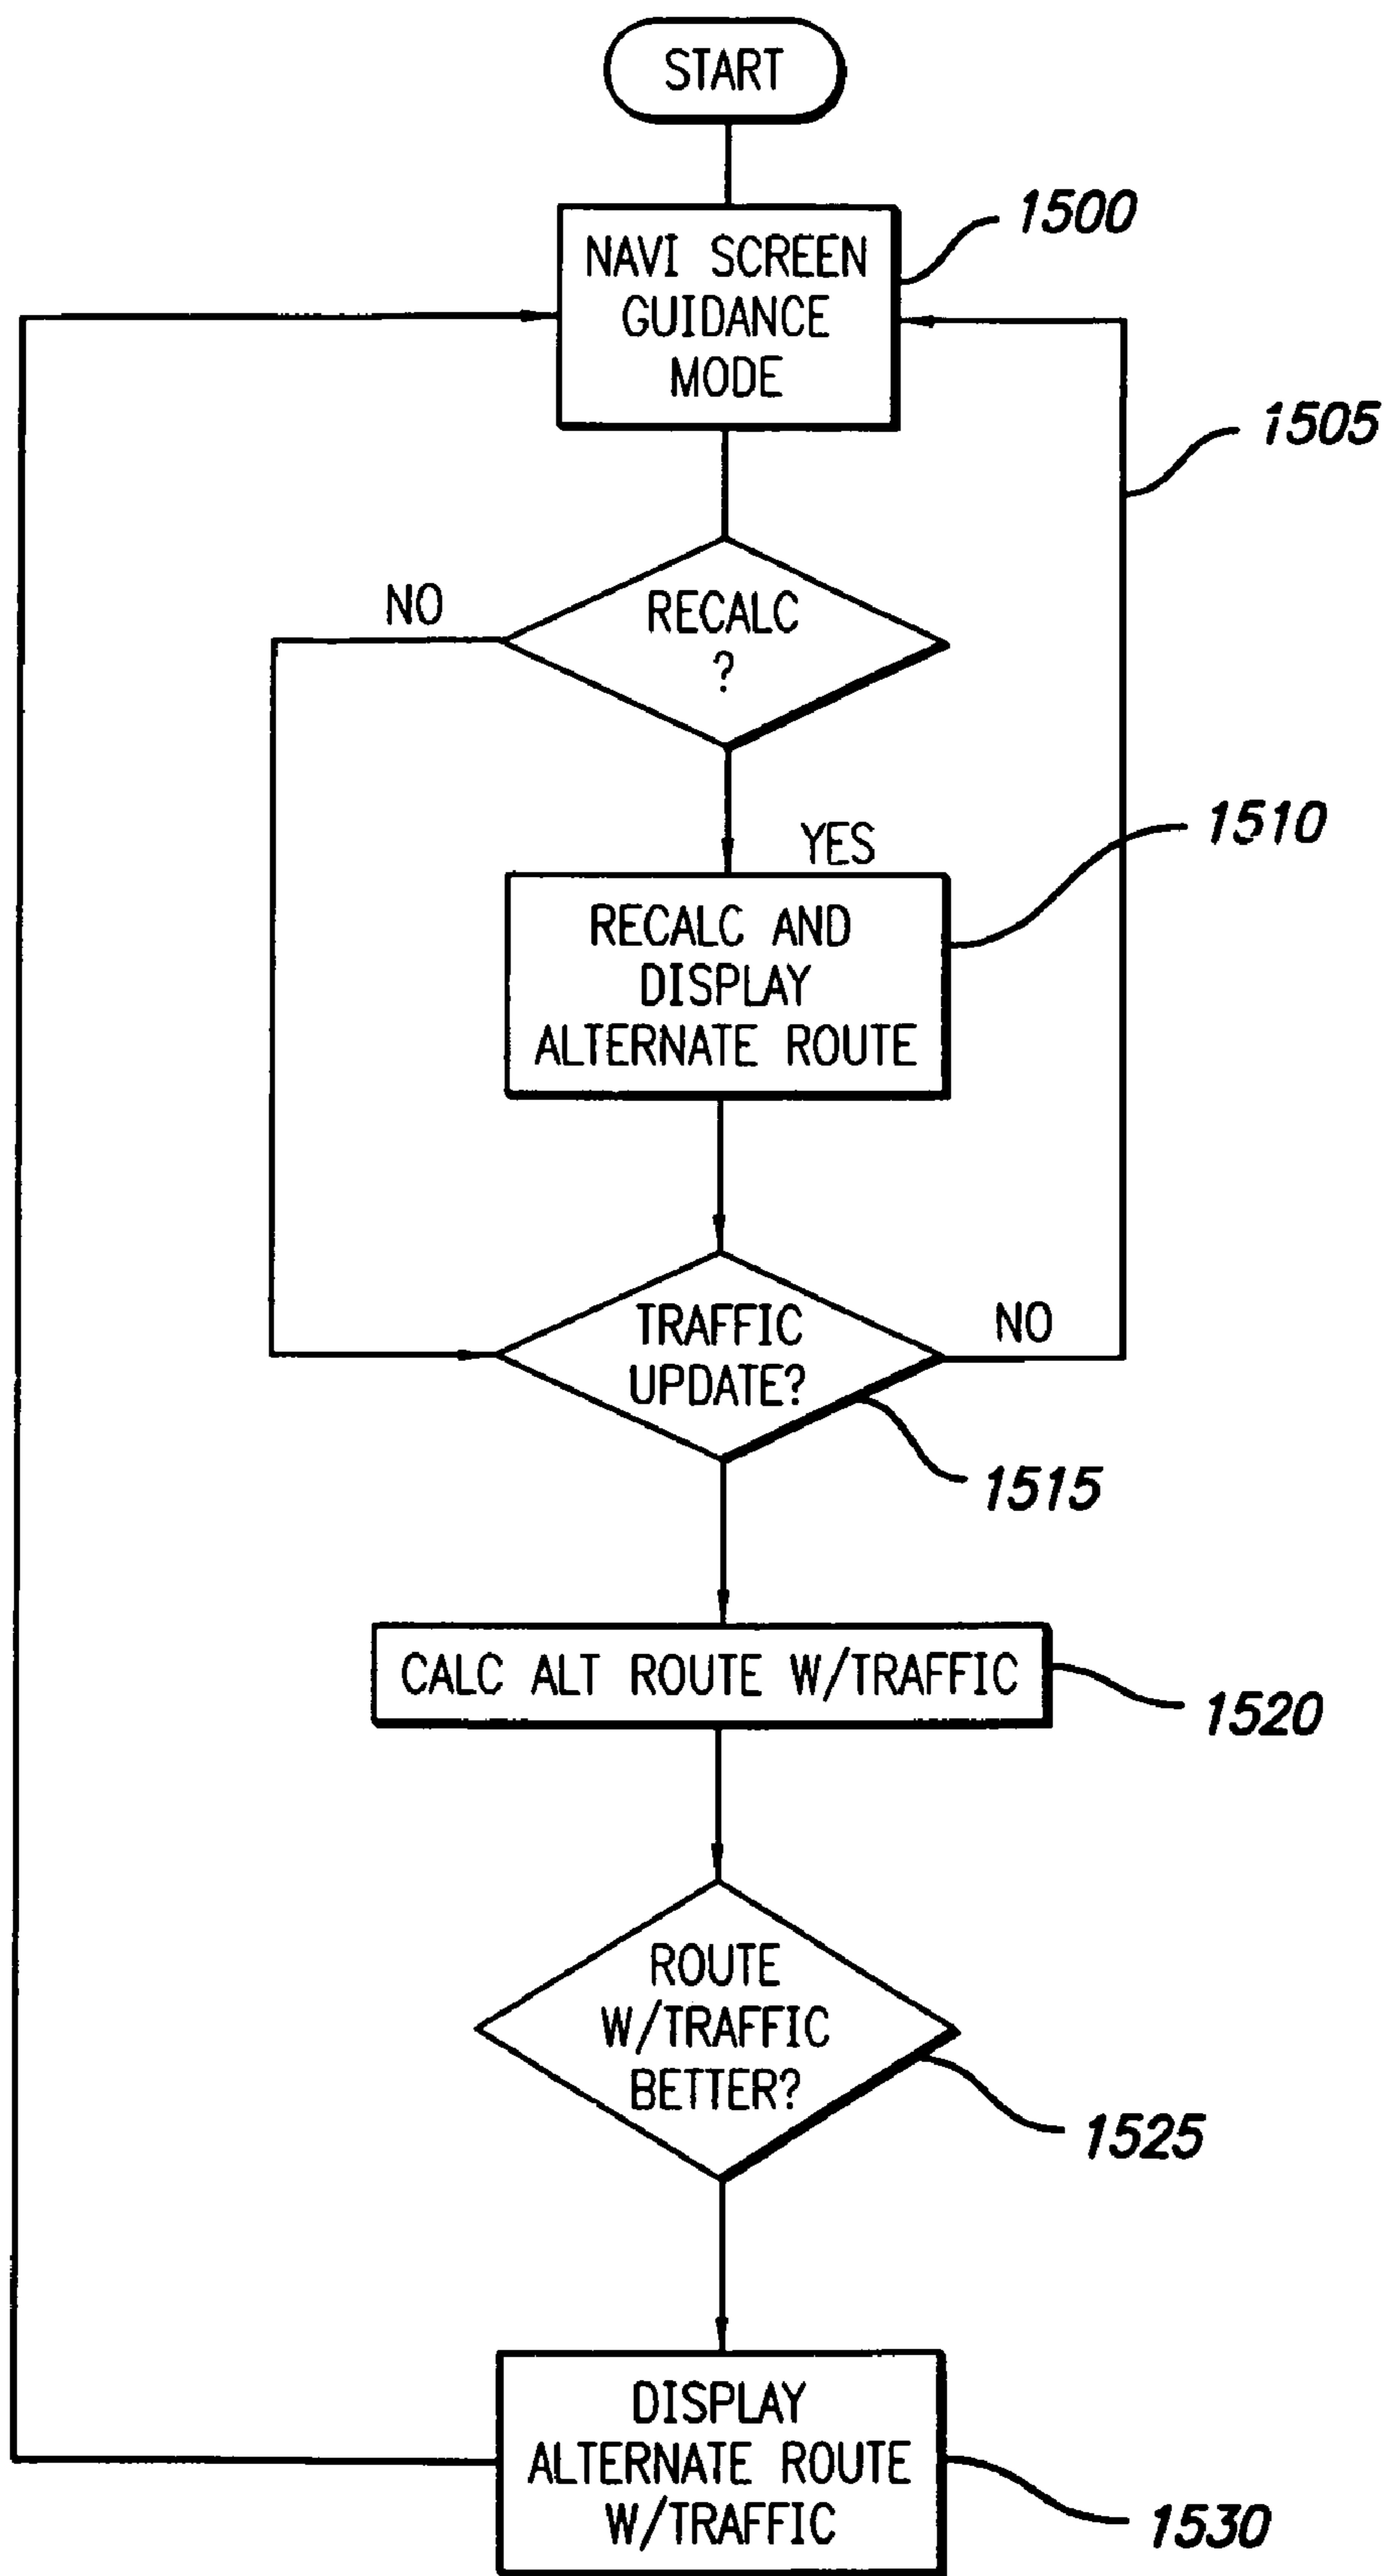 START
NAVI SCREEN
GUIDANCE
MODE
1500
1505
NO
RECALC
?
YES
1510
RECALC AND
DISPLAY
ALTERNATE ROUTE
TRAFFIC
UPDATE?
NO
1515
CALC ALT ROUTE W/TRAFFIC
1520
ROUTE
W/TRAFFIC
BETTER?
1525
DISPLAY
ALTERNATE ROUTE
W/TRAFFIC
1530